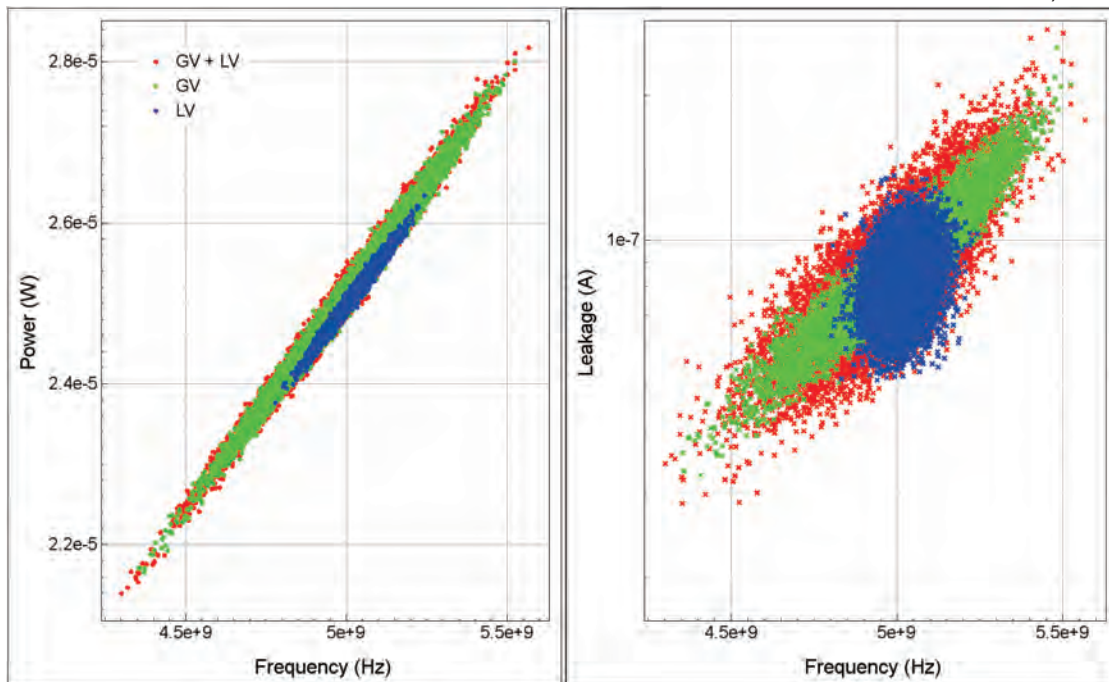 2.8e-5
GV + LV
GV
LV
2.6e-5
Power (W)
2.4e-5
2.2e-5
4.5e+9 5e+9 5.5e+9
Frequency (Hz)
1e-7
Leakage (A)
4.5e+9 5e+9 5.5e+9
Frequency (Hz)